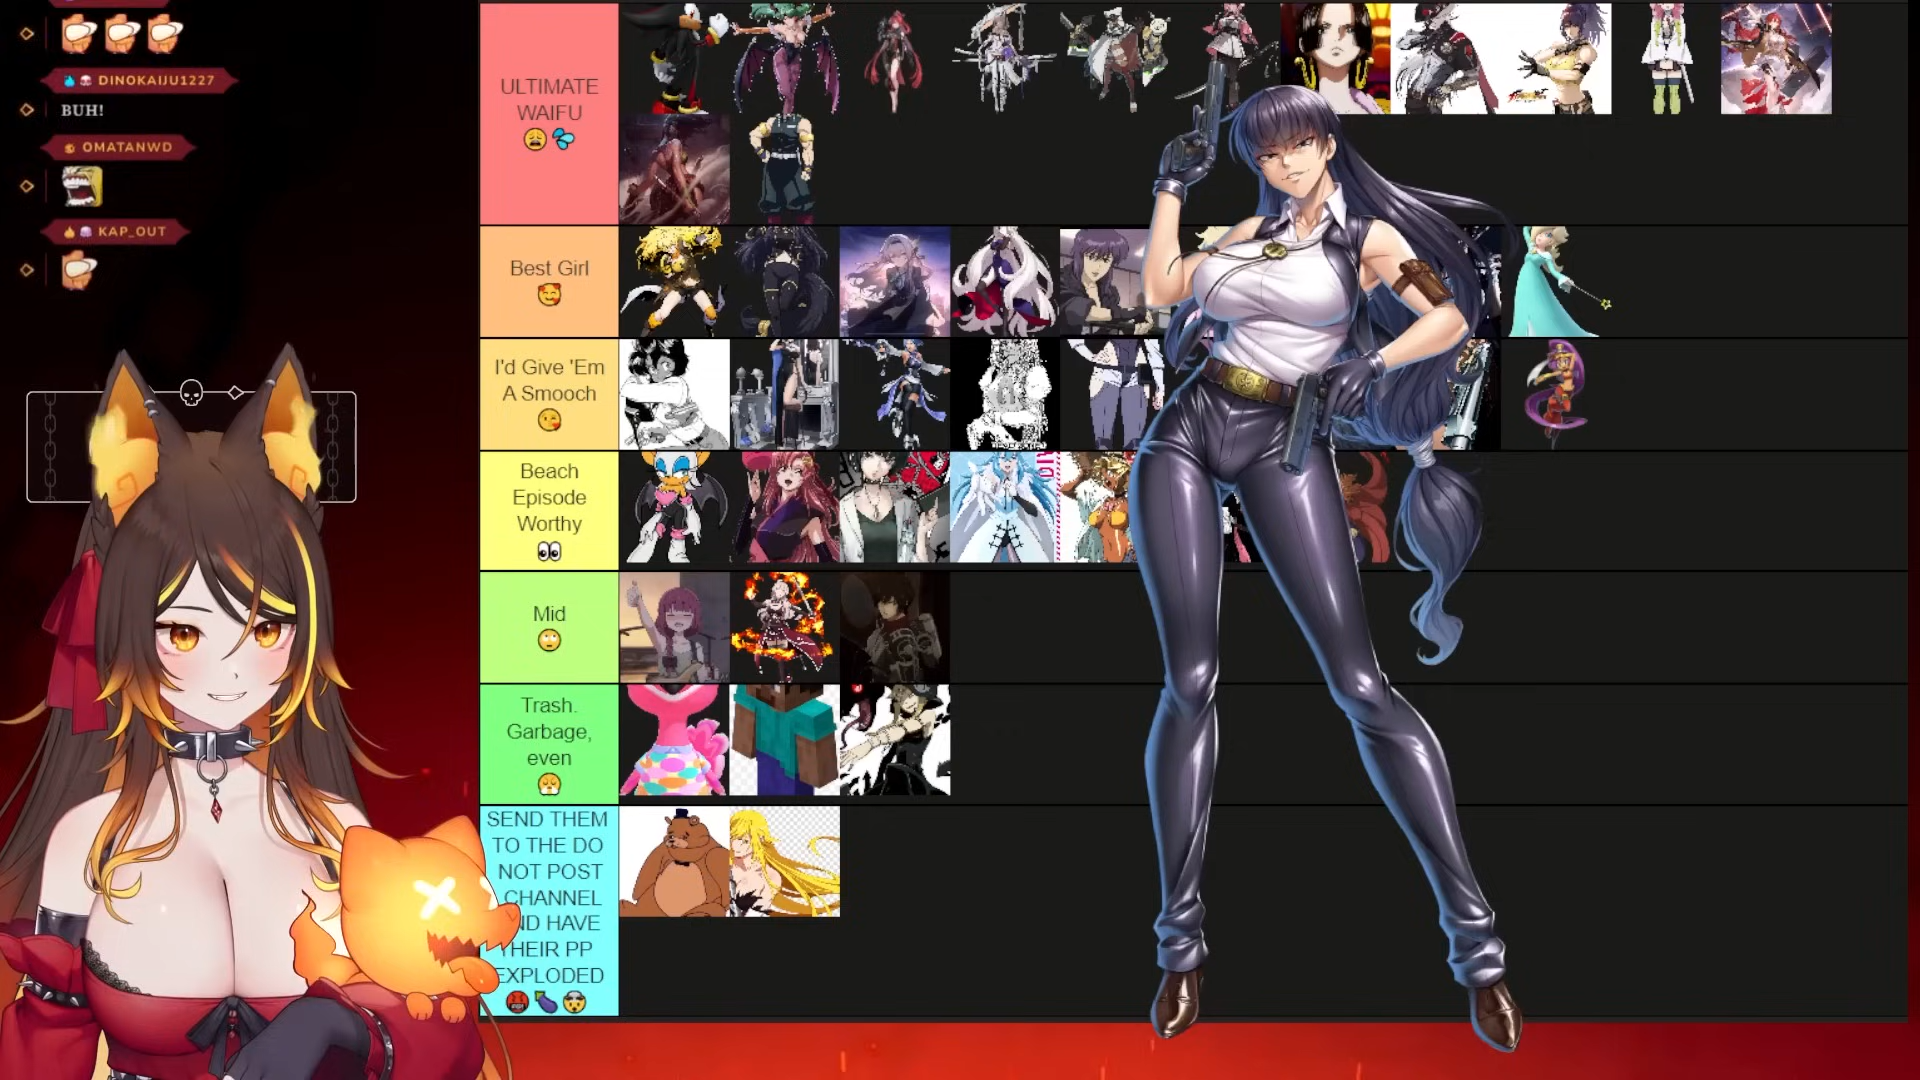 DINOKAIJU1227
BUH!
OMATANWD
KAP_OUT
ULTIMATE
WAIFU
Best Girl
I'd Give 'Em
A Smooch
Beach
Episode
Worthy
Mid
Trash.
Garbage,
even
SEND THEM
TO THE DO
NOT POST
CHANNEL
ND HAVE
THEIR PP
EXPLODED